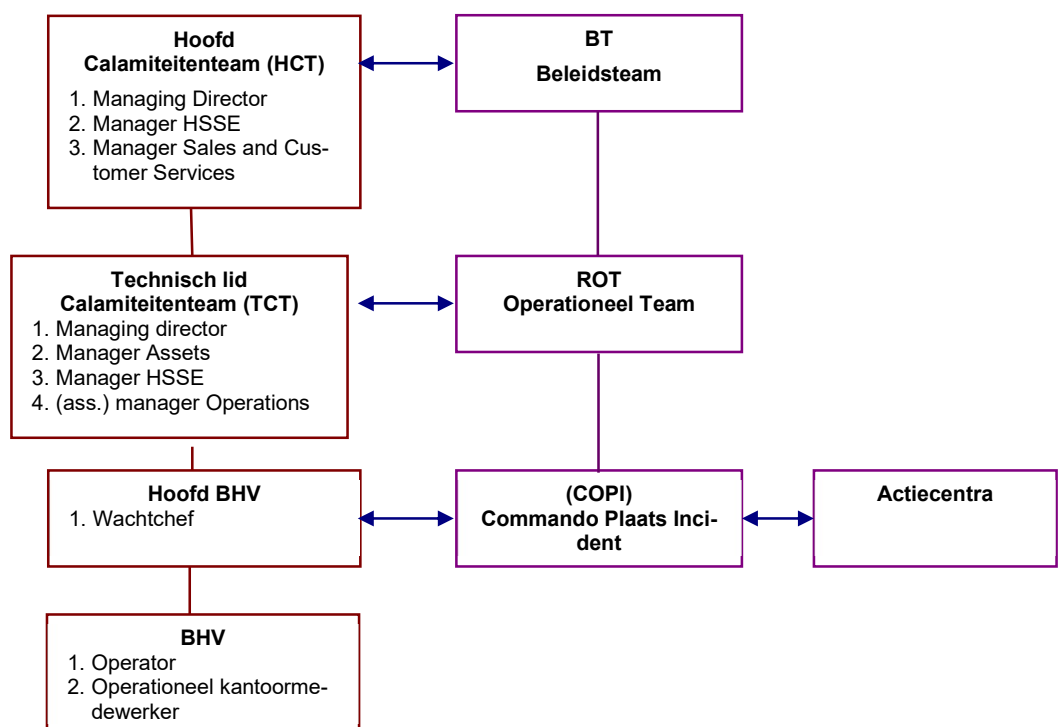 Hoofd
Calamiteitenteam (HCT)
1. Managing Director
2. Manager HSSE
3. Manager Sales and Cus-
tomer Services
BT
Beleidsteam
Technisch lid
Calamiteitenteam (TCT)
1. Managing director
2. Manager Assets
3. Manager HSSE
4. (ass.) manager Operations
ROT
Operationeel Team
Hoofd BHV
1. Wachtchef
(COPI)
Commando Plaats Inci-
dent
Actiecentra
BHV
1. Operator
2. Operationeel kantoorme-
dewerker